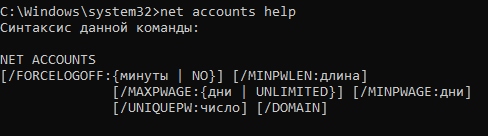 C:\Windows\system32>net accounts help
Синтаксис данной команды:
NET ACCOUNTS
[/FORCELOGOFF:{минуты | NO}] [/MINPWLEN:длина]
[/MAXPWAGE:{дни | UNLIMITED}] [/MINPWAGE:дни]
[/UNIQUEPW:число] [/DOMAIN]